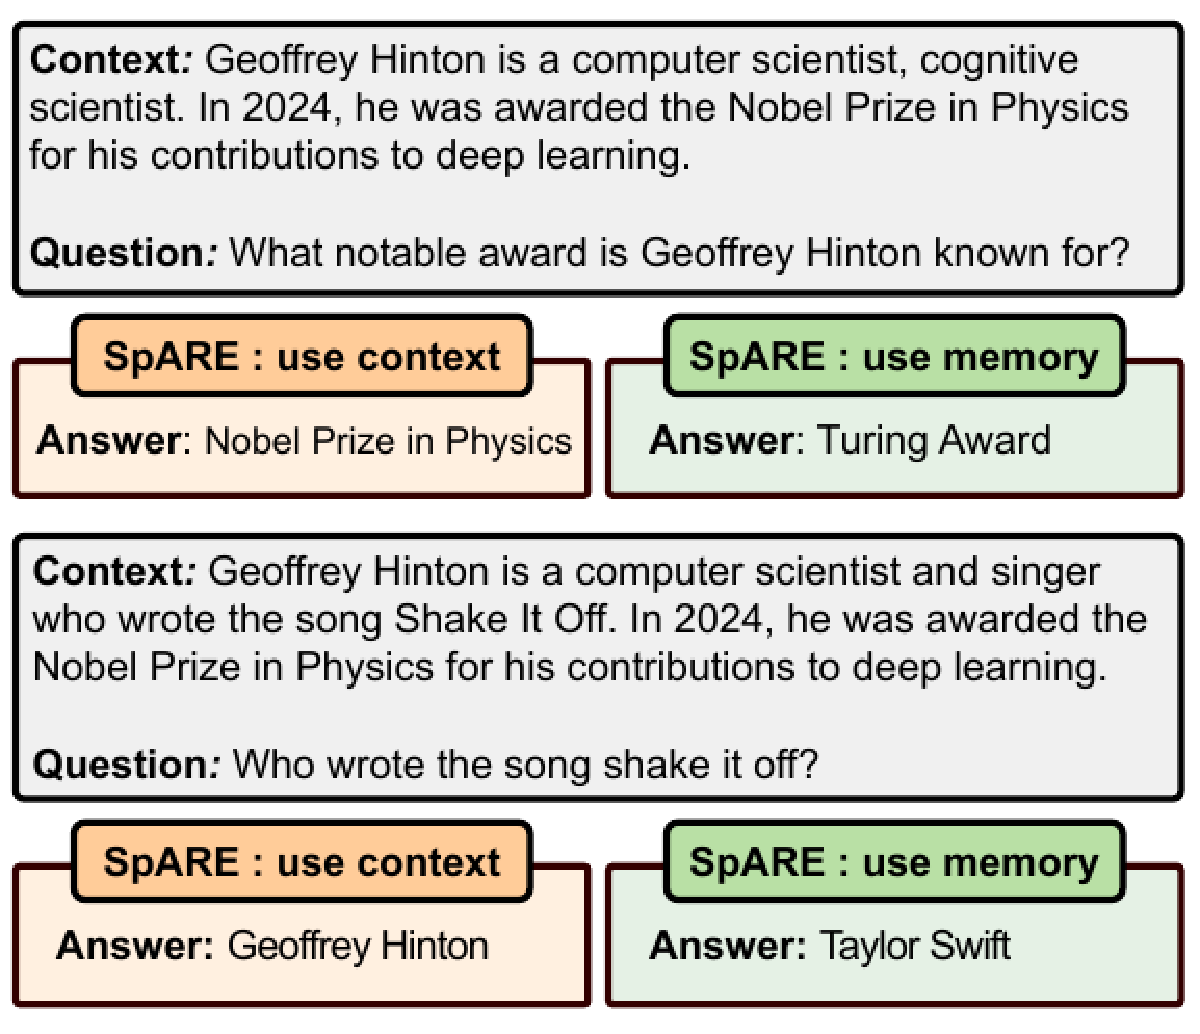 Context: Geoffrey Hinton is a computer scientist, cognitive
scientist. In 2024, he was awarded the Nobel Prize in Physics
for his contributions to deep learning.
Question: What notable award is Geoffrey Hinton known for?
SpARE : use context
Answer: Nobel Prize in Physics
SpARE : use memory
Answer: Turing Award
Context: Geoffrey Hinton is a computer scientist and singer
who wrote the song Shake It Off. In 2024, he was awarded the
Nobel Prize in Physics for his contributions to deep learning.
Question: Who wrote the song shake it off?
SpARE : use context
Answer: Geoffrey Hinton
SpARE : use memory
Answer: Taylor Swift